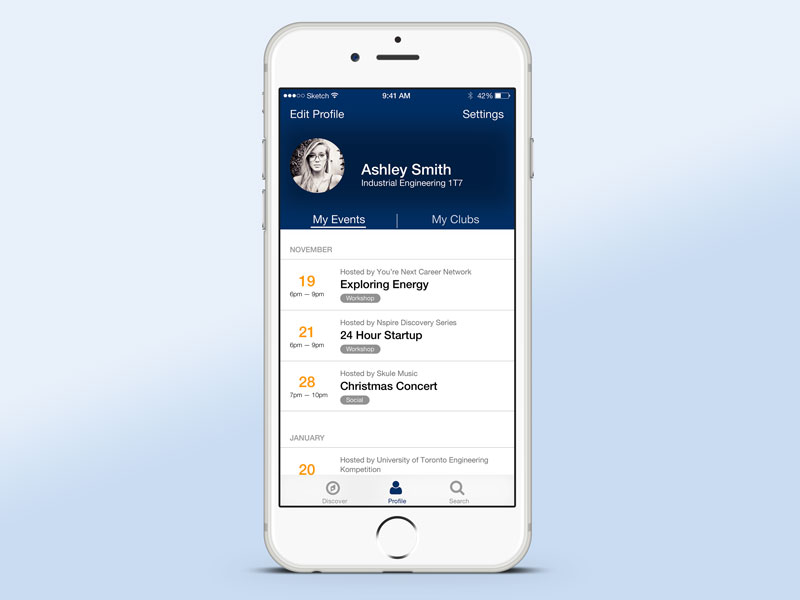 Sketch 9:41 AM 42%
Edit Profile Settings
Ashley Smith
Industrial Engineering 1T7
My Events | My Clubs
NOVEMBER
19
6pm — 9pm
Hosted by You're Next Career Network
Exploring Energy
Workshop
21
6pm — 9pm
Hosted by Nspire Discovery Series
24 Hour Startup
Workshop
28
7pm — 10pm
Hosted by Skule Music
Christmas Concert
Social
JANUARY
20
Hosted by University of Toronto Engineering
Kompetition
Discover Profile Search